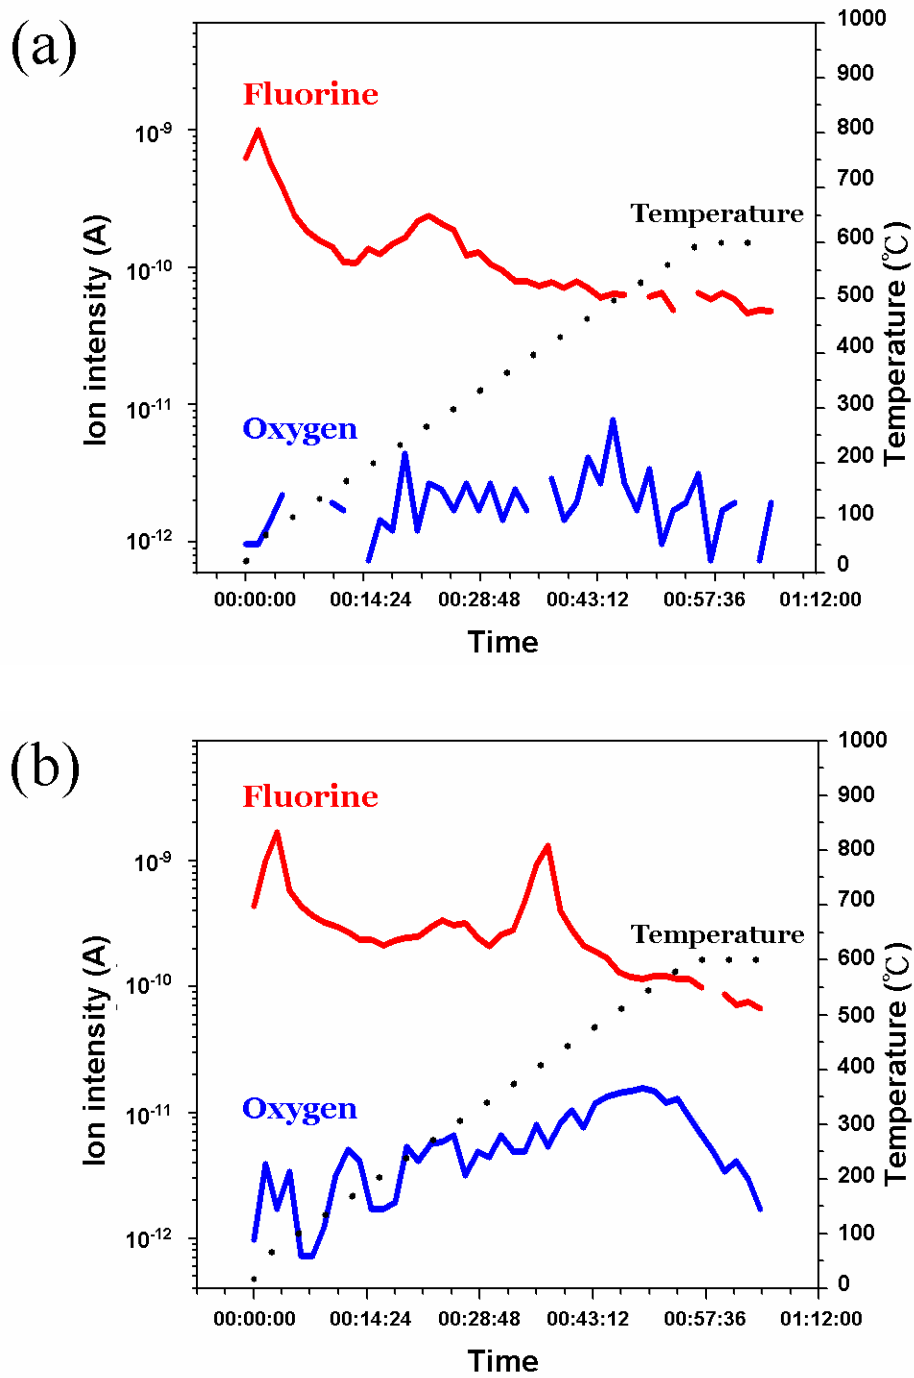 (a)
Fluorine
Oxygen
Temperature
Ion intensity (A)
10-9
10-10
10-11
10-12
Temperature (℃)
1000
900
800
700
600
500
400
300
200
100
0
00:00:00 00:14:24 00:28:48 00:43:12 00:57:36 01:12:00
Time
(b)
Fluorine
Oxygen
Temperature
Ion intensity (A)
10-9
10-10
10-11
10-12
Temperature (℃)
1000
900
800
700
600
500
400
300
200
100
0
00:00:00 00:14:24 00:28:48 00:43:12 00:57:36 01:12:00
Time